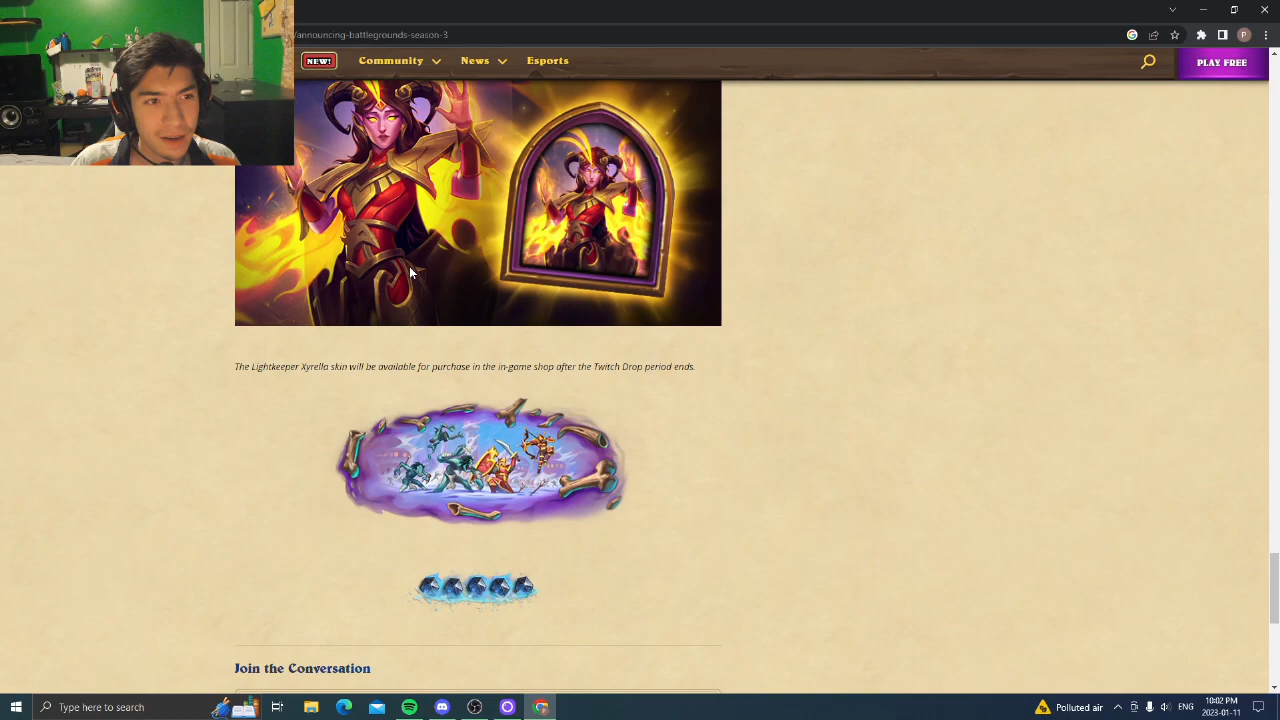 /announcing-battlegrounds-season-3
P
NEW!
Community
News
Esports
PLAY FREE
The Lightkeeper Xyrella skin will be available for purchase in the in-game shop after the Twitch Drop period ends.
Join the Conversation
Type here to search
Polluted air
ENG
10:02 PM
2023-01-11